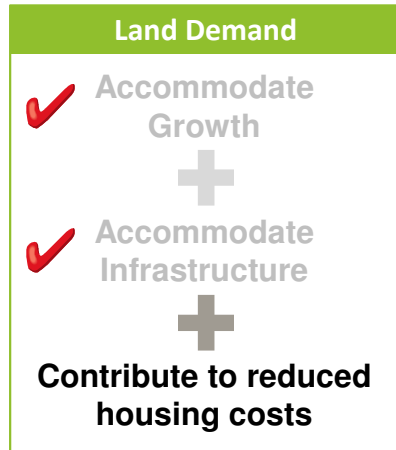 Land Demand
Accommodate
Growth
Accommodate
Infrastructure
Contribute to reduced
housing costs